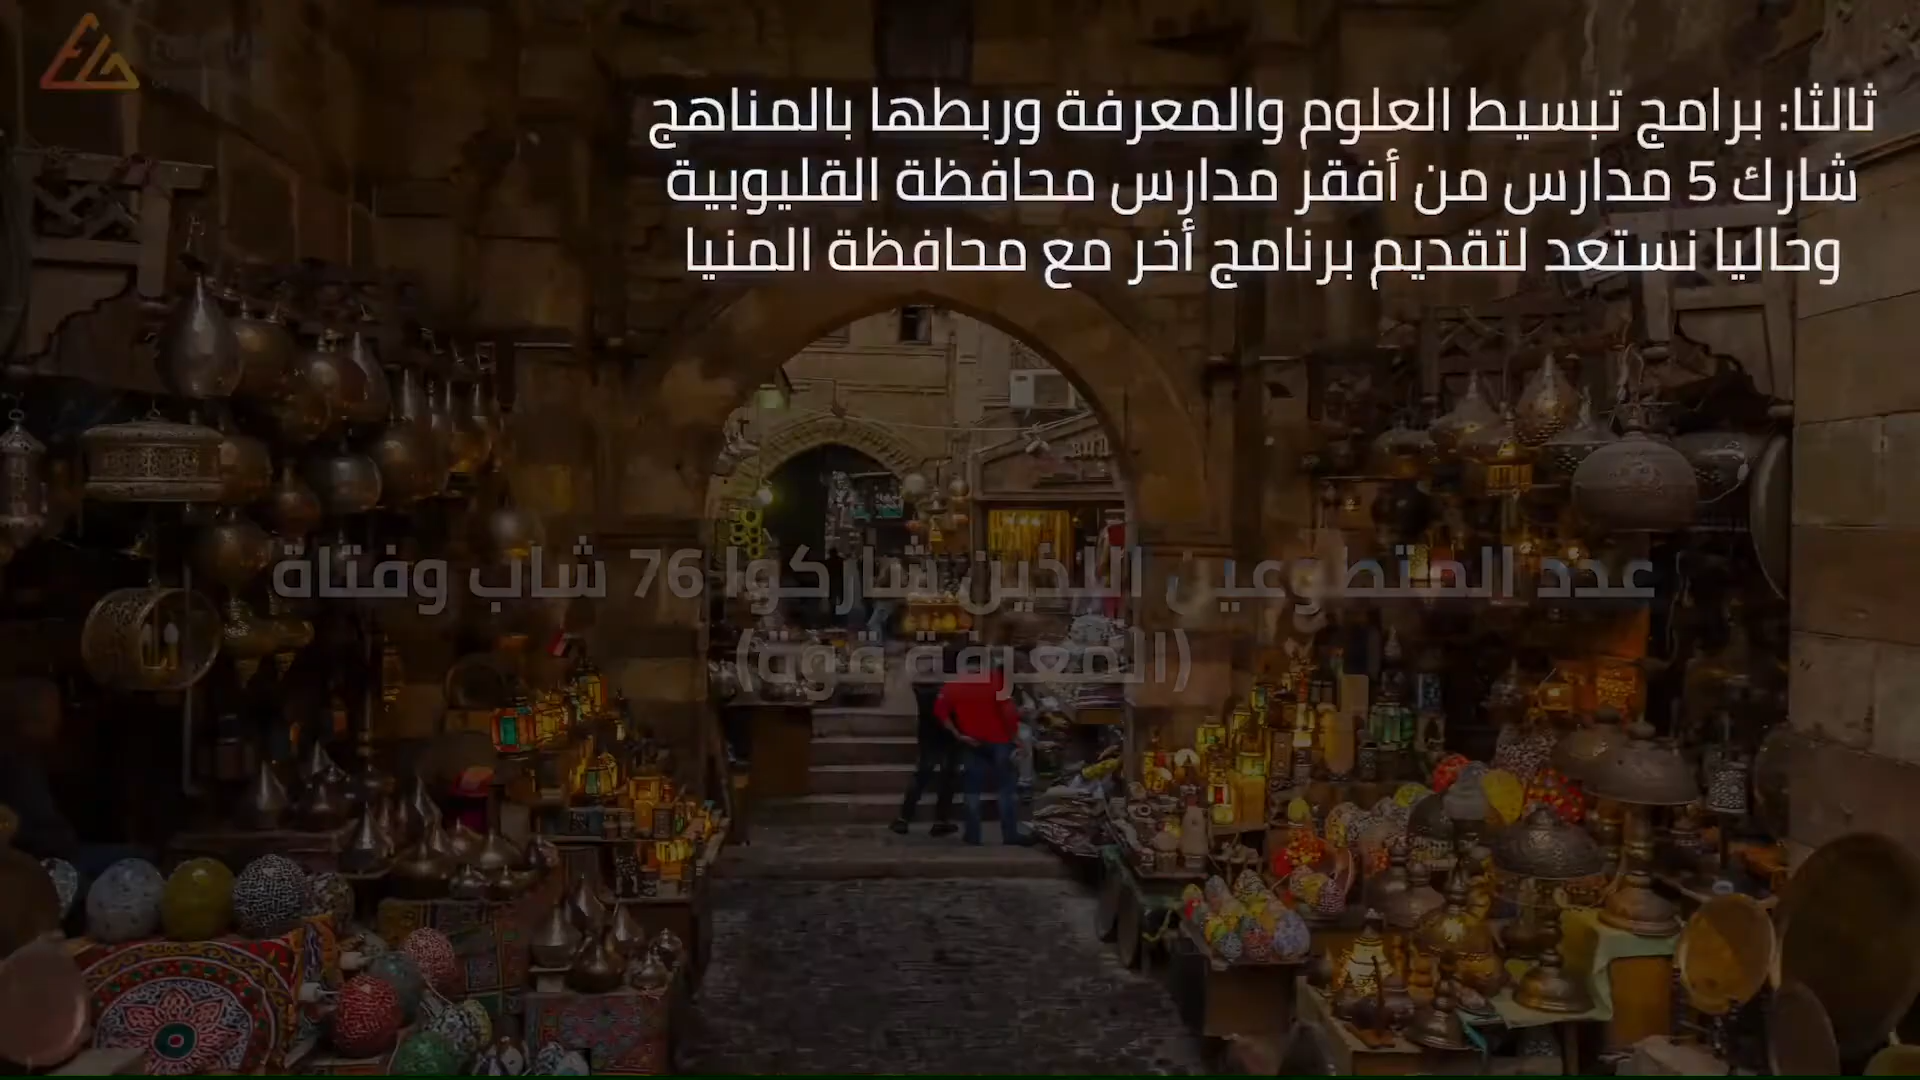 ثالثا: برامج تبسيط العلوم والمعرفة وربطها بالمناهج
شارك 5 مدارس من أفقر مدارس محافظة القليوبية
وحاليا نستعد لتقديم برنامج أخر مع محافظة المنيا
عدد المتطوعين اللذين شاركوا 76 شاب وفتاة
(المعرفة قوة)